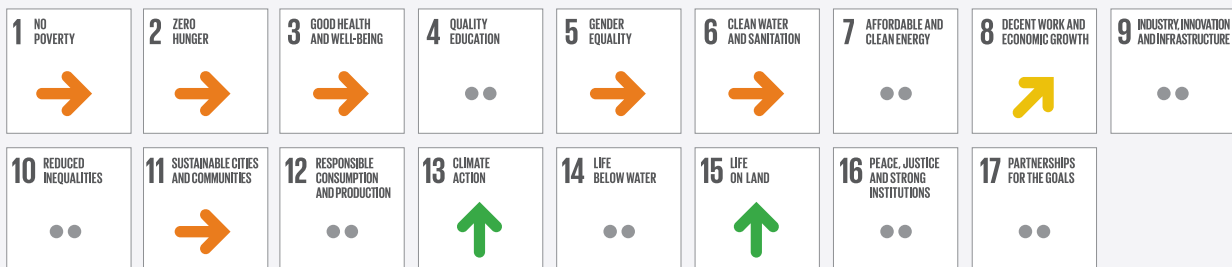 1 NO
POVERTY
2 ZERO
HUNGER
3 GOOD HEALTH
AND WELL-BEING
4 QUALITY
EDUCATION
5 GENDER
EQUALITY
6 CLEAN WATER
AND SANITATION
7 AFFORDABLE AND
CLEAN ENERGY
8 DECENT WORK AND
ECONOMIC GROWTH
9 INDUSTRY, INNOVATION
AND INFRASTRUCTURE
10 REDUCED
INEQUALITIES
11 SUSTAINABLE CITIES
AND COMMUNITIES
12 RESPONSIBLE
CONSUMPTION
AND PRODUCTION
13 CLIMATE
ACTION
14 LIFE
BELOW WATER
15 LIFE
ON LAND
16 PEACE, JUSTICE
AND STRONG
INSTITUTIONS
17 PARTNERSHIPS
FOR THE GOALS